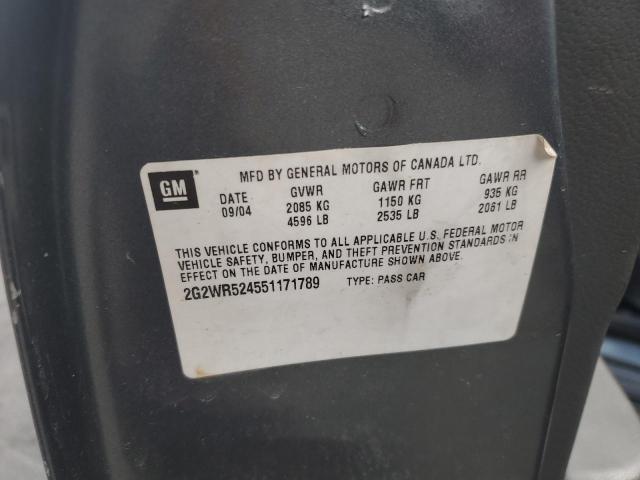 MFD BY GENERAL MOTORS OF CANADA LTD.
GM
DATE GVWR GAWR FRT GAWR RR
09/04 2085 KG 1150 KG 935 KG
4596 LB 2535 LB 2061 LB
THIS VEHICLE CONFORMS TO ALL APPLICABLE U.S. FEDERAL MOTOR
VEHICLE SAFETY, BUMPER, AND THEFT PREVENTION STANDARDS IN
EFFECT ON THE DATE OF MANUFACTURE SHOWN ABOVE.
2G2WR524551171789 TYPE: PASS CAR